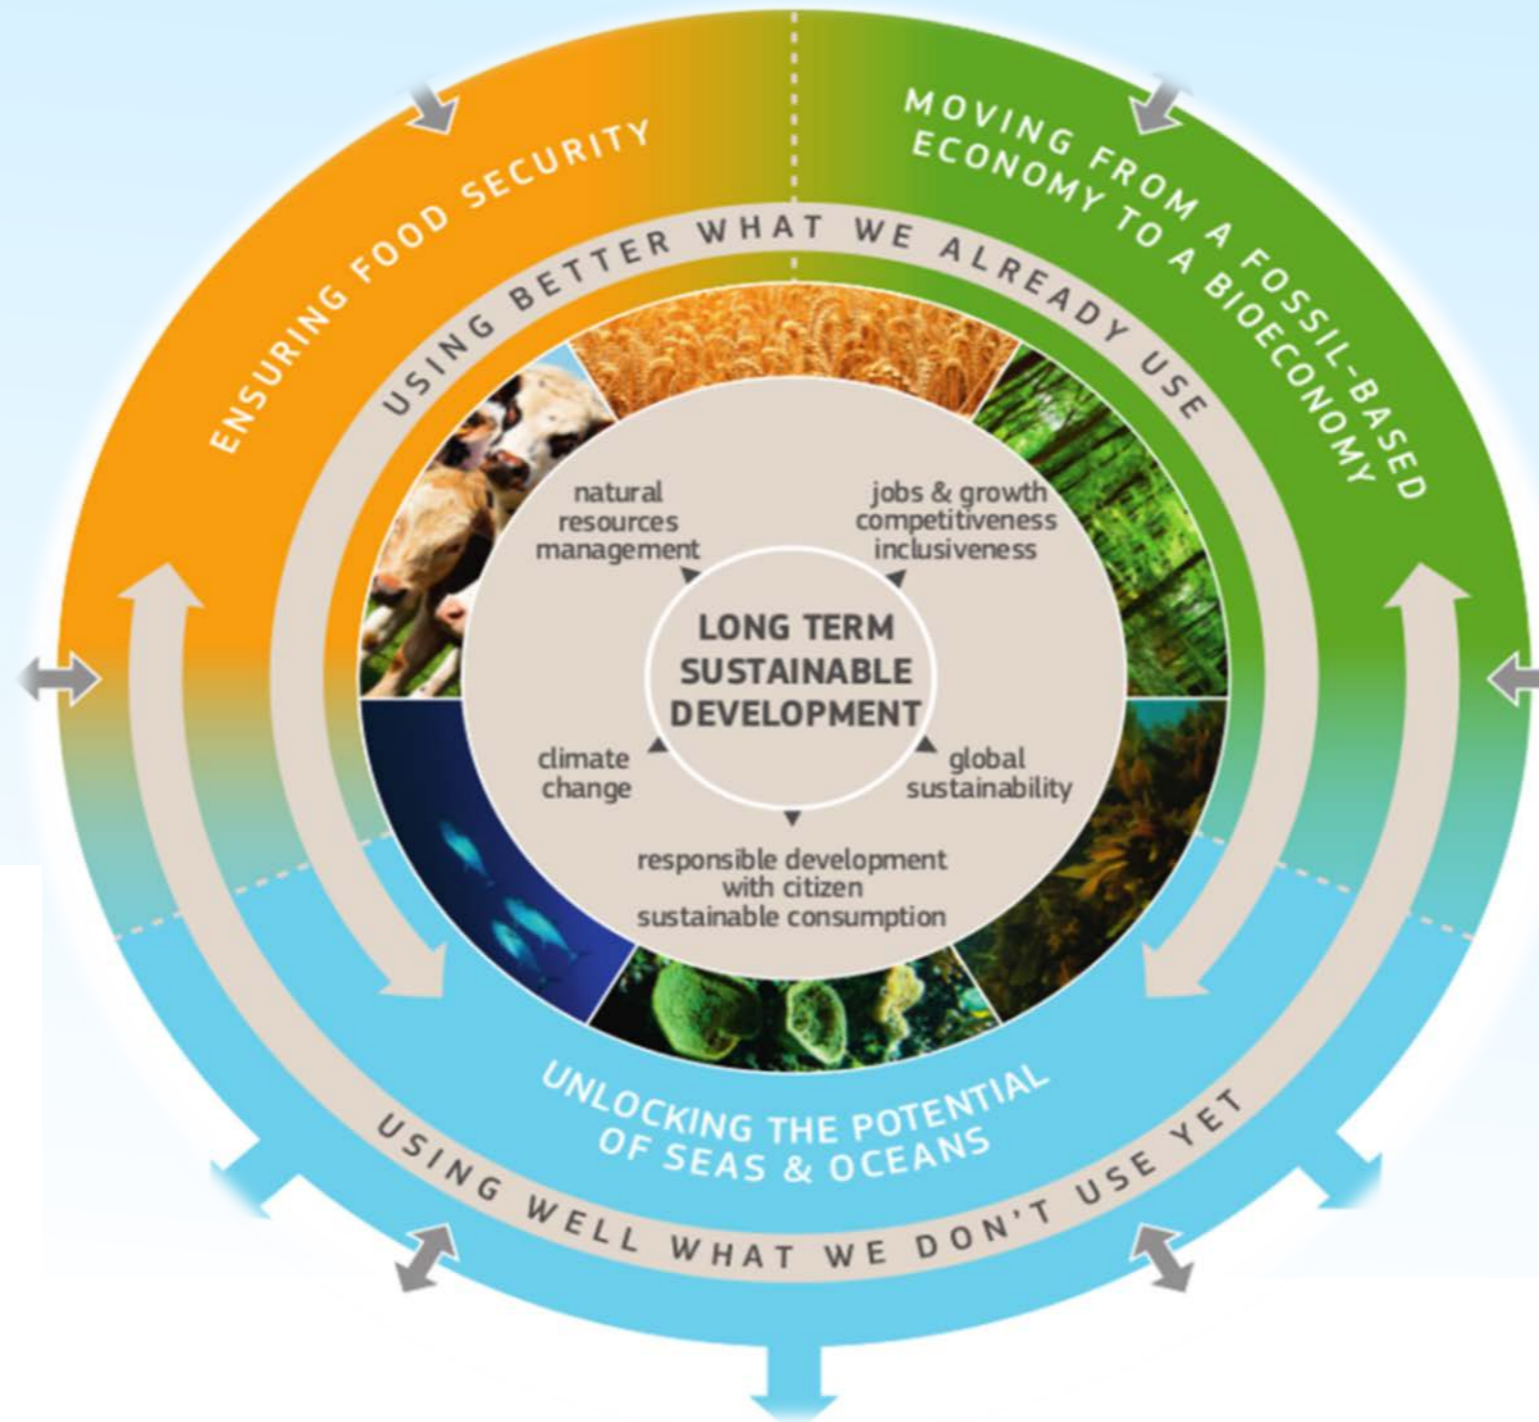 ENSURING FOOD SECURITY
MOVING FROM A FOSSIL-BASED
ECONOMY TO A BIOECONOMY
USING BETTER WHAT WE ALREADY USE
natural
resources
management
jobs & growth
competitiveness
inclusiveness
LONG TERM
SUSTAINABLE
DEVELOPMENT
climate
change
global
sustainability
responsible development
with citizen
sustainable consumption
UNLOCKING THE POTENTIAL
OF SEAS & OCEANS
USING WELL WHAT WE DON'T USE YET